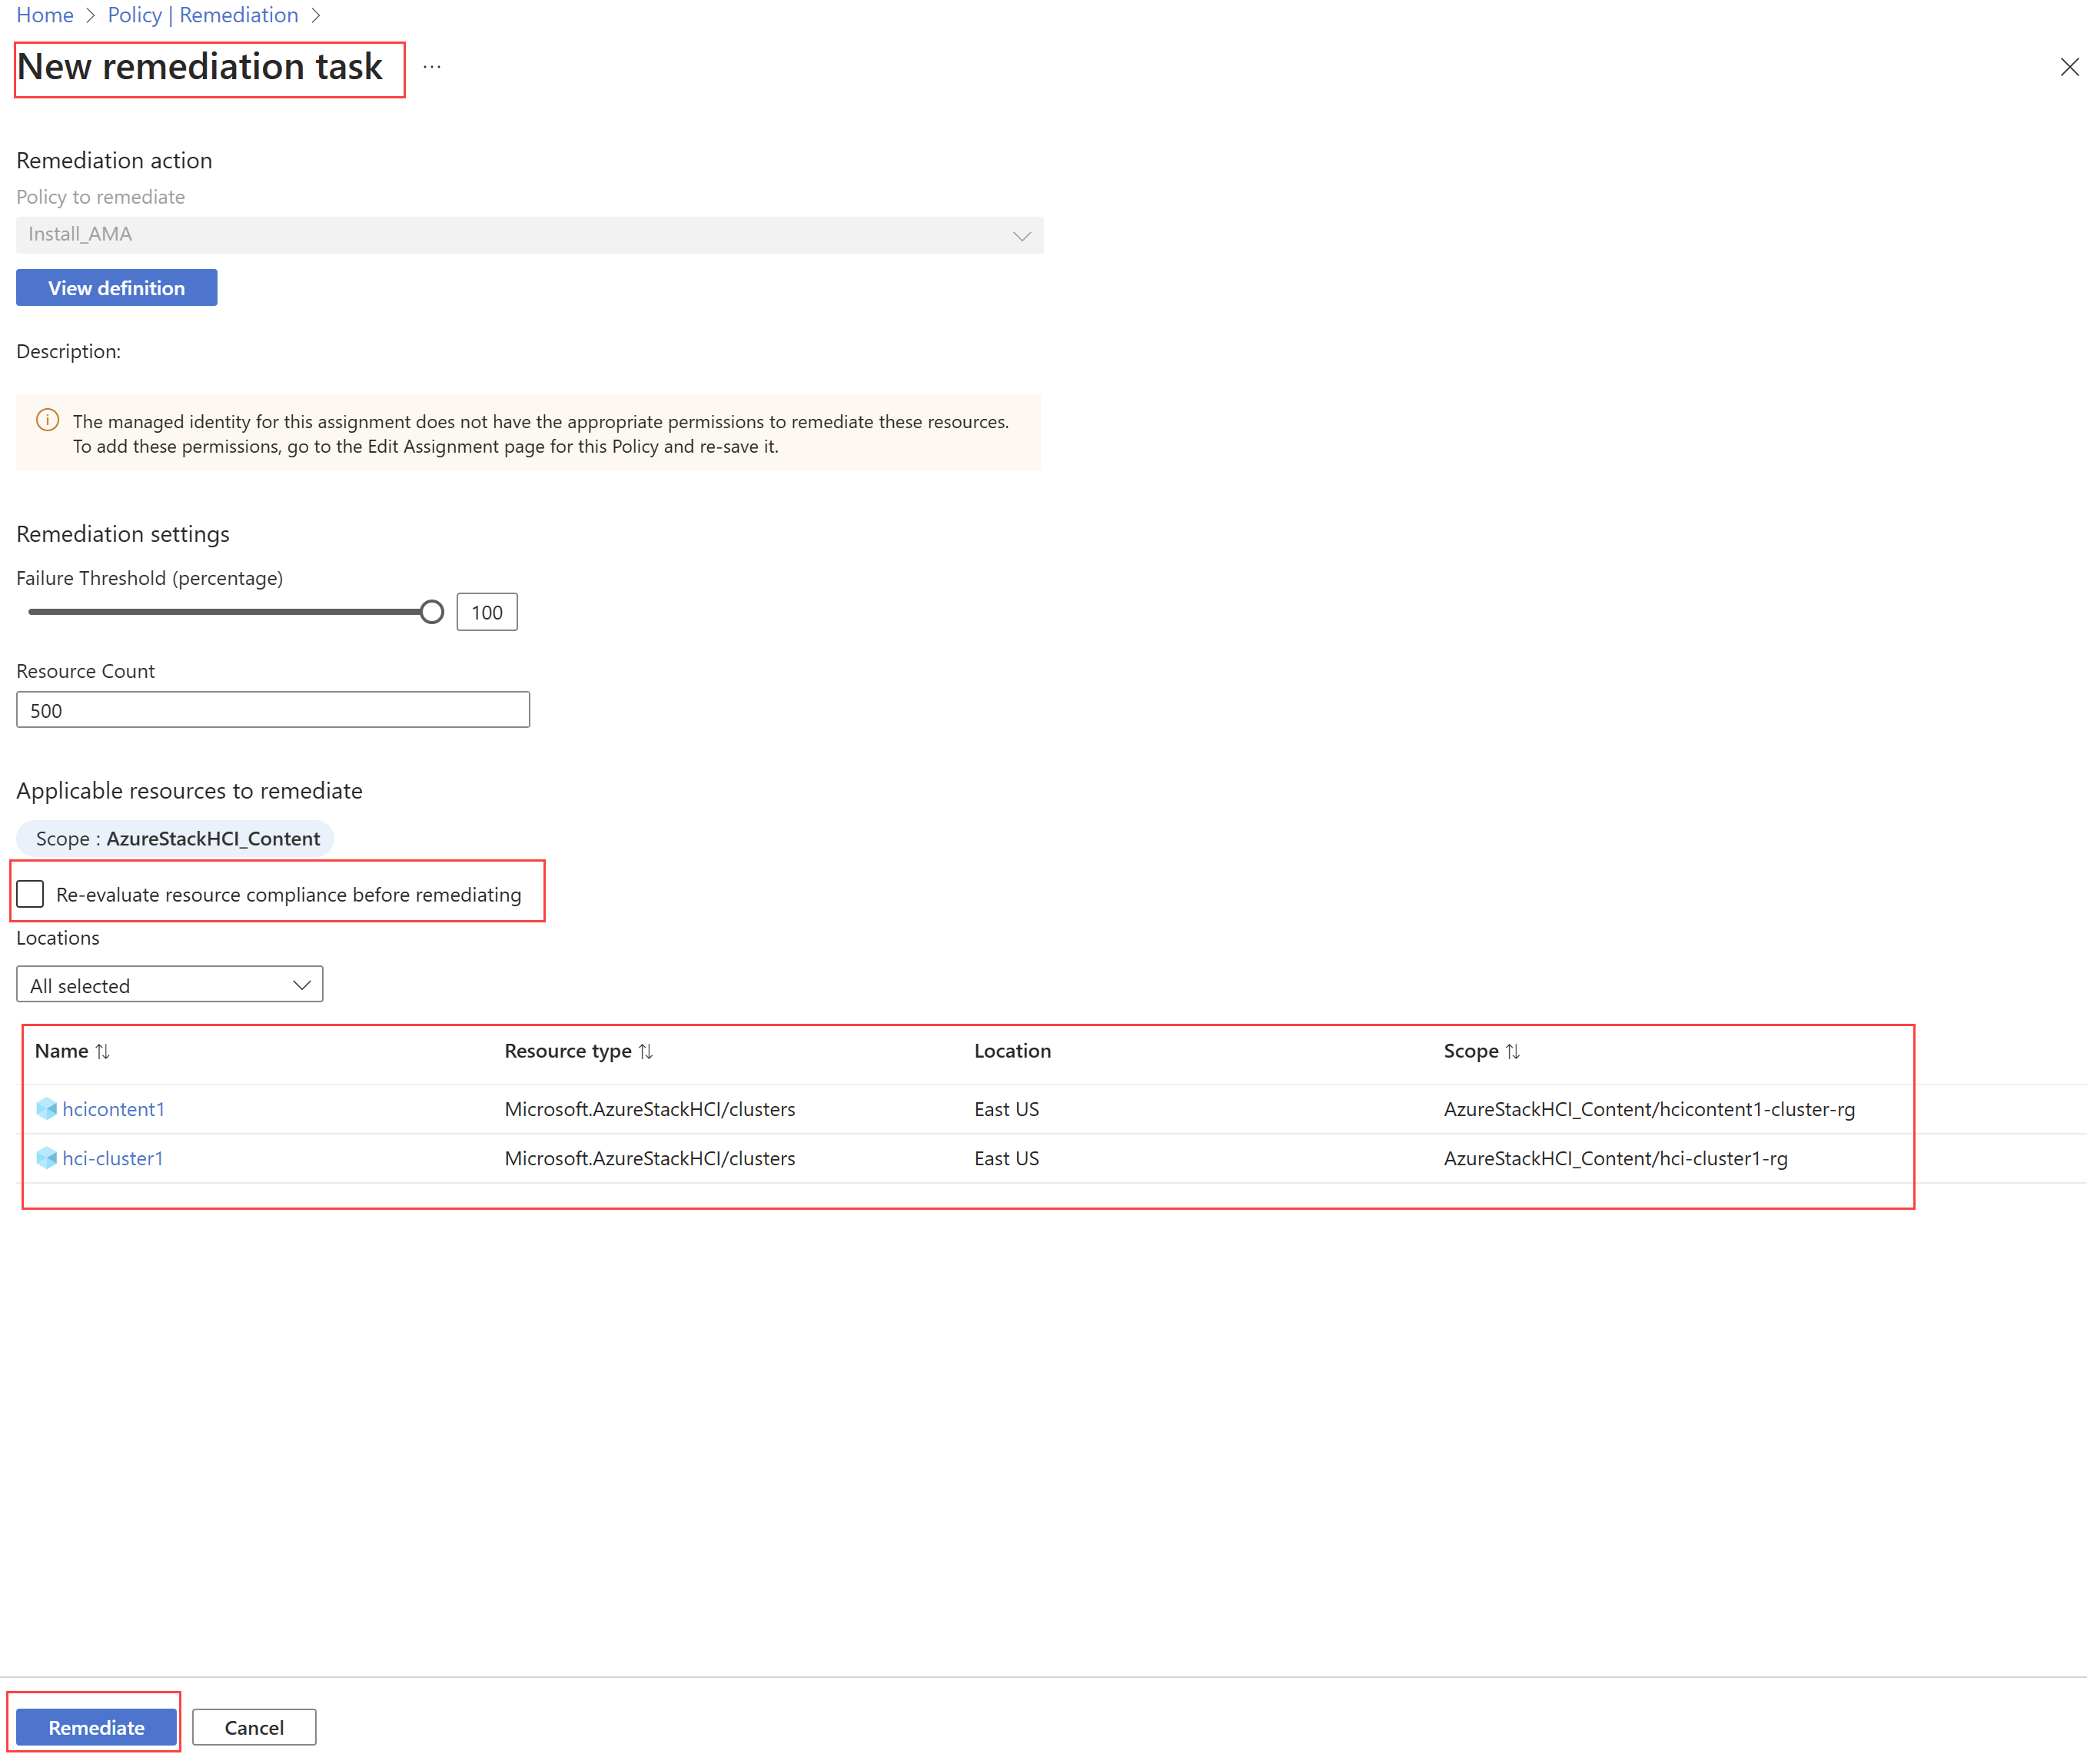 Home > Policy | Remediation >
New remediation task ...
Remediation action
Policy to remediate
Install_AMA
View definition
Description:
The managed identity for this assignment does not have the appropriate permissions to remediate these resources.
To add these permissions, go to the Edit Assignment page for this Policy and re-save it.
Remediation settings
Failure Threshold (percentage)
100
Resource Count
500
Applicable resources to remediate
Scope : AzureStackHCI_Content
Re-evaluate resource compliance before remediating
Locations
All selected
Name Resource type Location Scope
hcicontent1 Microsoft.AzureStackHCI/clusters East US AzureStackHCI_Content/hcicontent1-cluster-rg
hci-cluster1 Microsoft.AzureStackHCI/clusters East US AzureStackHCI_Content/hci-cluster1-rg
Remediate Cancel